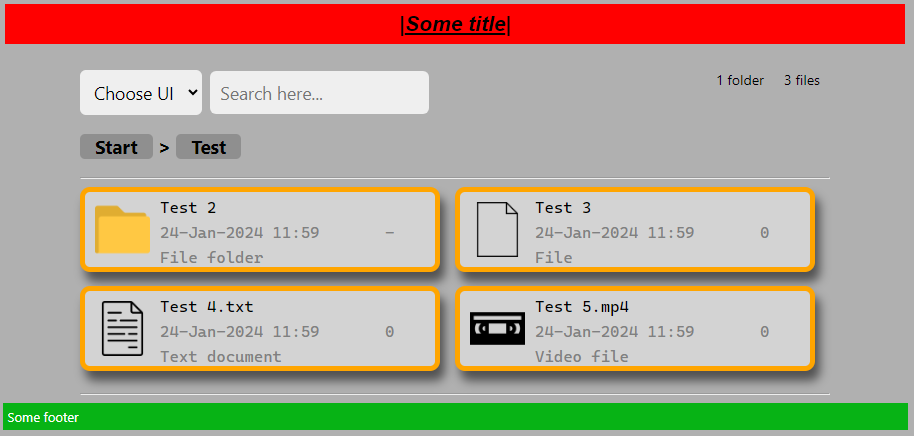 |Some title|
Choose UI
Search here...
1 folder 3 files
Start > Test
Test 2
24-Jan-2024 11:59 -
File folder
Test 3
24-Jan-2024 11:59 0
File
Test 4.txt
24-Jan-2024 11:59 0
Text document
Test 5.mp4
24-Jan-2024 11:59 0
Video file
Some footer